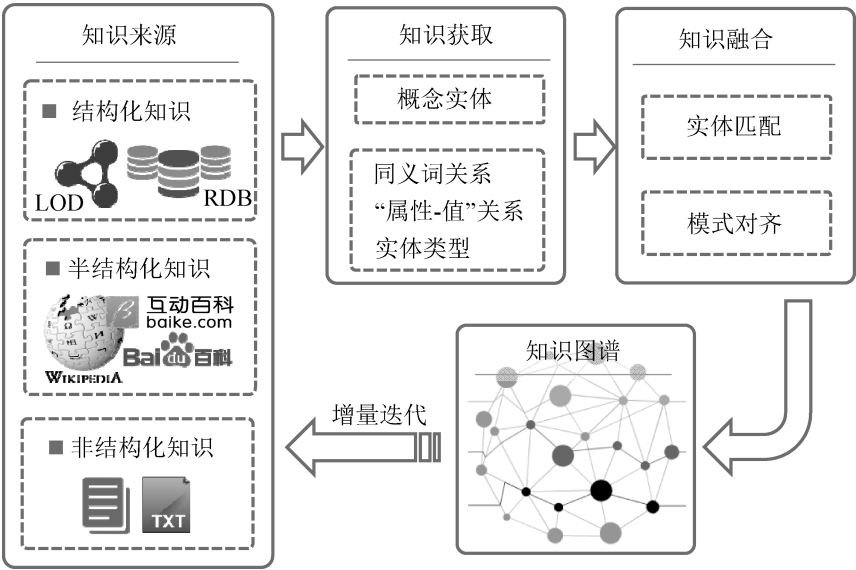 知识来源
■ 结构化知识
LOD
RDB
■ 半结构化知识
β
互动百科
baike.com
WIKIPEDIA
Bai du 百科
■ 非结构化知识
TXT
知识获取
概念实体
同义词关系
“属性-值”关系
实体类型
知识融合
实体匹配
模式对齐
知识图谱
增量迭代